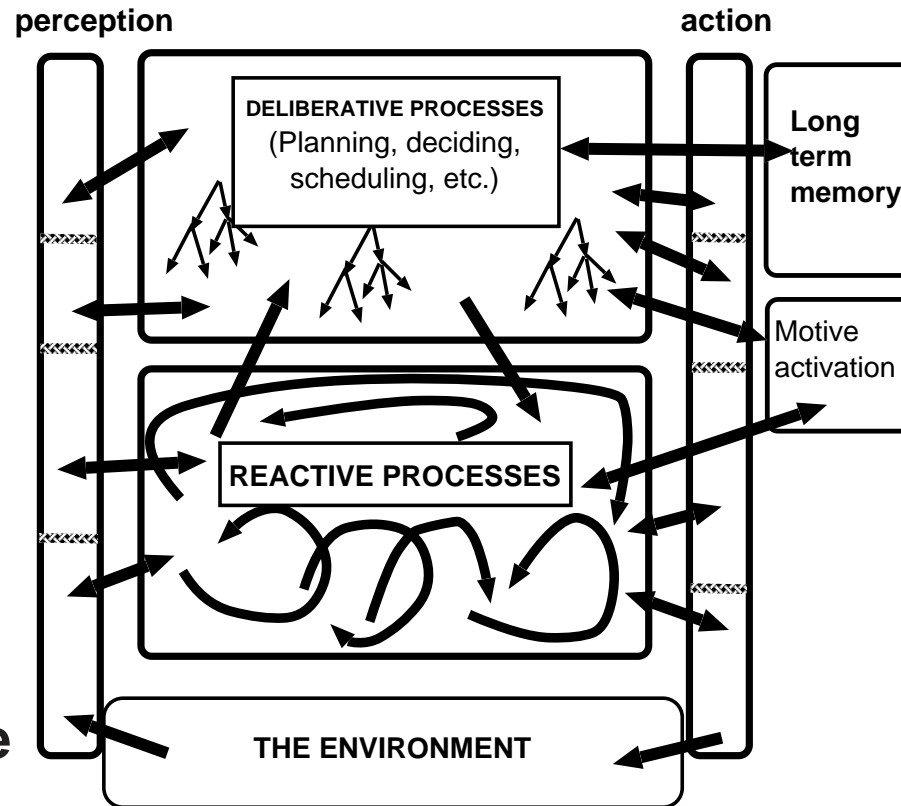 perception
action
DELIBERATIVE PROCESSES
(Planning, deciding,
scheduling, etc.)
Long
term
memory
Motive
activation
REACTIVE PROCESSES
THE ENVIRONMENT
e